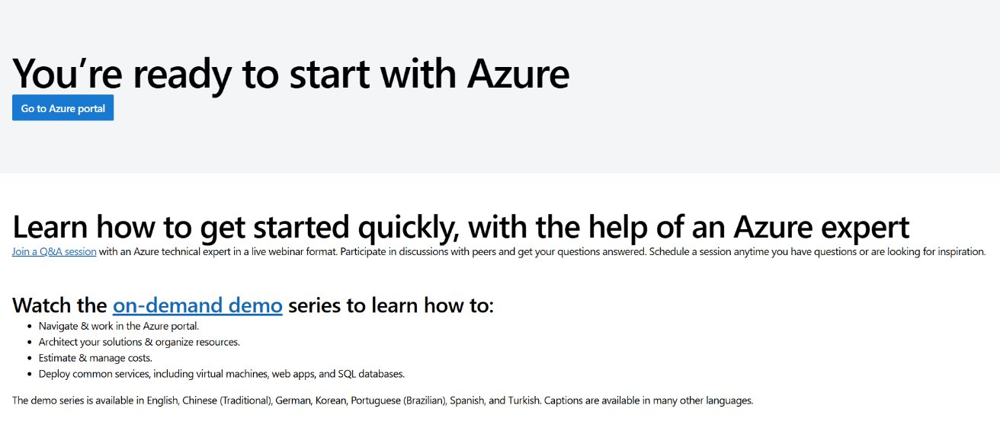 You’re ready to start with Azure
Go to Azure portal
Learn how to get started quickly, with the help of an Azure expert
Join a Q&A session with an Azure technical expert in a live webinar format. Participate in discussions with peers and get your questions answered. Schedule a session anytime you have questions or are looking for inspiration.
Watch the on-demand demo series to learn how to:
• Navigate & work in the Azure portal.
• Architect your solutions & organize resources.
• Estimate & manage costs.
• Deploy common services, including virtual machines, web apps, and SQL databases.
The demo series is available in English, Chinese (Traditional), German, Korean, Portuguese (Brazilian), Spanish, and Turkish. Captions are available in many other languages.